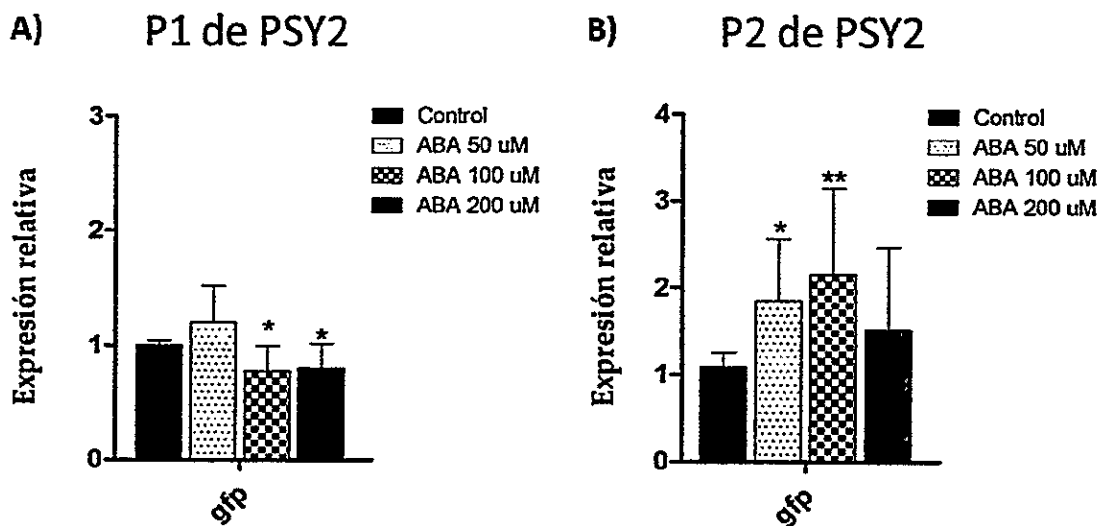 A)
P1 de PSY2
Control
ABA 50 uM
ABA 100 uM
ABA 200 uM
Expresión relativa
3
2
1
0
*
*
gfp
B)
P2 de PSY2
Control
ABA 50 uM
ABA 100 uM
ABA 200 uM
Expresión relativa
4
3
2
1
0
*
**
gfp